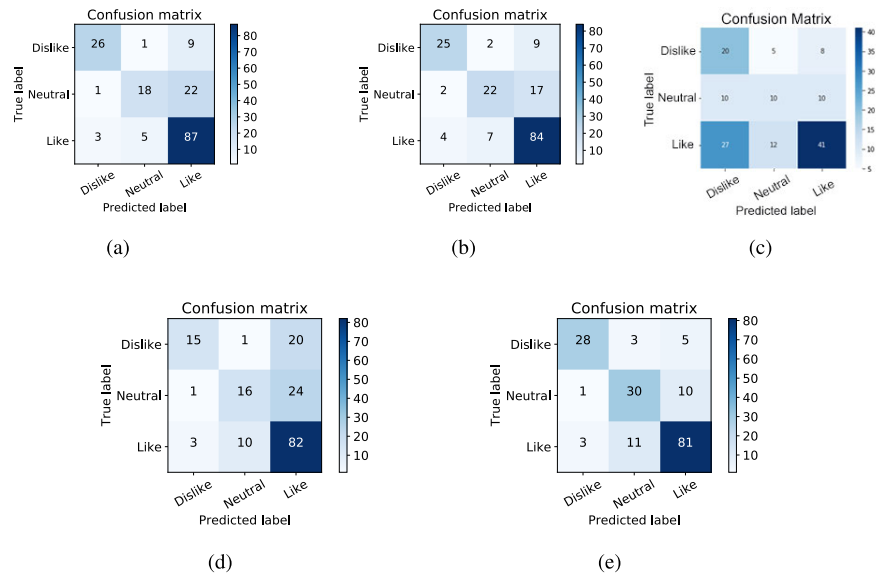 Confusion matrix
Dislike 26 1 9 80
70
60
Neutral 1 18 22 50
40
30
Like 3 5 87 20
10
Dislike Neutral Like
True label
Predicted label
(a)
Confusion matrix
Dislike 25 2 9 80
70
60
Neutral 2 22 17 50
40
30
Like 4 7 84 20
10
Dislike Neutral Like
True label
Predicted label
(b)
Confusion Matrix
Dislike 20 5 8 40
35
30
Neutral 10 10 10 25
20
15
Like 27 12 41 10
5
Dislike Neutral Like
True label
Predicted label
(c)
Confusion matrix
Dislike 15 1 20 80
70
60
Neutral 1 16 24 50
40
30
Like 3 10 82 20
10
Dislike Neutral Like
True label
Predicted label
(d)
Confusion matrix
Dislike 28 3 5 80
70
60
Neutral 1 30 10 50
40
30
Like 3 11 81 20
10
Dislike Neutral Like
True label
Predicted label
(e)